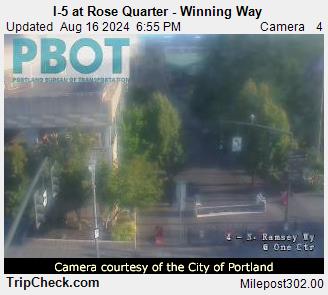 I-5 at Rose Quarter - Winning Way
Updated Aug 16 2024 6:55 PM Camera 4
PBOT
PORTLAND BUREAU OF TRANSPORTATION
4 - N. Ramsey Wy
@ One Ctr
Camera courtesy of the City of Portland
TripCheck.com Milepost302.00